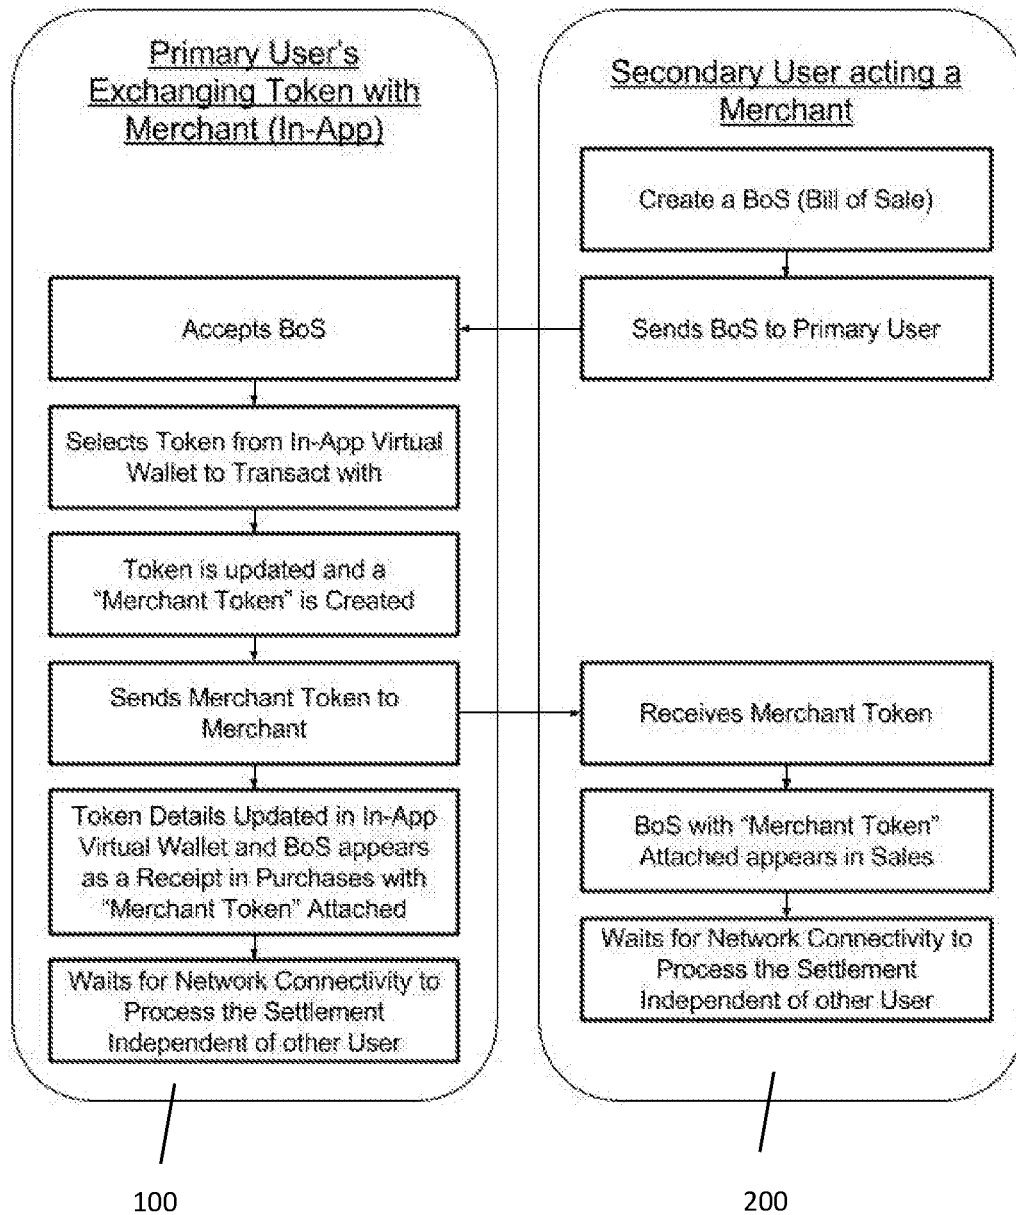 Primary User's
Exchanging Token with
Merchant (In-App)
Secondary User acting a
Merchant
Create a BoS (Bill of Sale)
Accepts BoS
Sends BoS to Primary User
Selects Token from In-App Virtual
Wallet to Transact with
Token is updated and a
“Merchant Token” is Created
Sends Merchant Token to
Merchant
Receives Merchant Token
Token Details Updated in In-App
Virtual Wallet and BoS appears
as a Receipt in Purchases with
“Merchant Token” Attached
BoS with “Merchant Token”
Attached appears in Sales
Waits for Network Connectivity to
Process the Settlement
Independent of other User
Waits for Network Connectivity to
Process the Settlement
Independent of other User
100
200